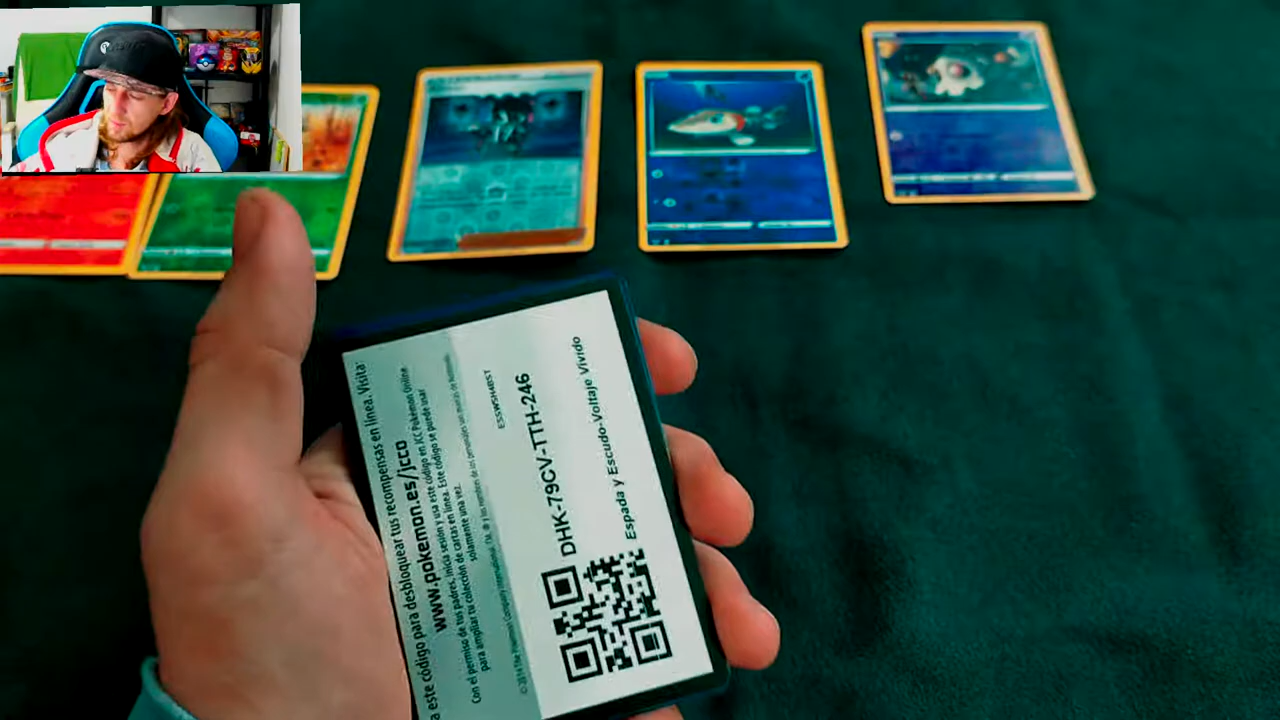 a este código para desbloquear tus recompensas en línea. Visita:
www.pokemon.es/jcco
Con el permiso de tus padres, inicia sesión y usa este código en JCC Pokémon Online
para ampliar tu colección de cartas en línea. Este código se puede usar
solamente una vez.
ESSWSH4BST
DHK-79CV-TTH-246
Espada y Escudo-Voltaje Vívido